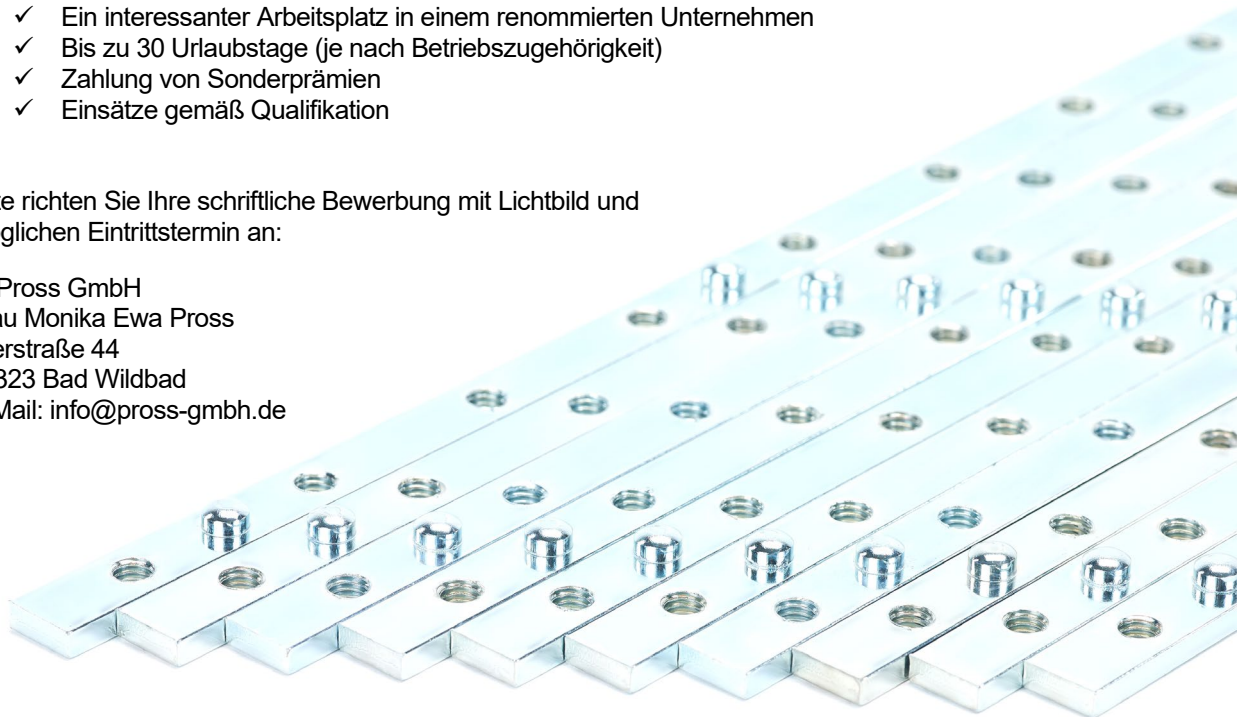 ✓ Ein interessanter Arbeitsplatz in einem renommierten Unternehmen
✓ Bis zu 30 Urlaubstage (je nach Betriebszugehörigkeit)
✓ Zahlung von Sonderprämien
✓ Einsätze gemäß Qualifikation
te richten Sie Ihre schriftliche Bewerbung mit Lichtbild und
glichen Eintrittstermin an:
Pross GmbH
au Monika Ewa Pross
erstraße 44
323 Bad Wildbad
Mail: info@pross-gmbh.de